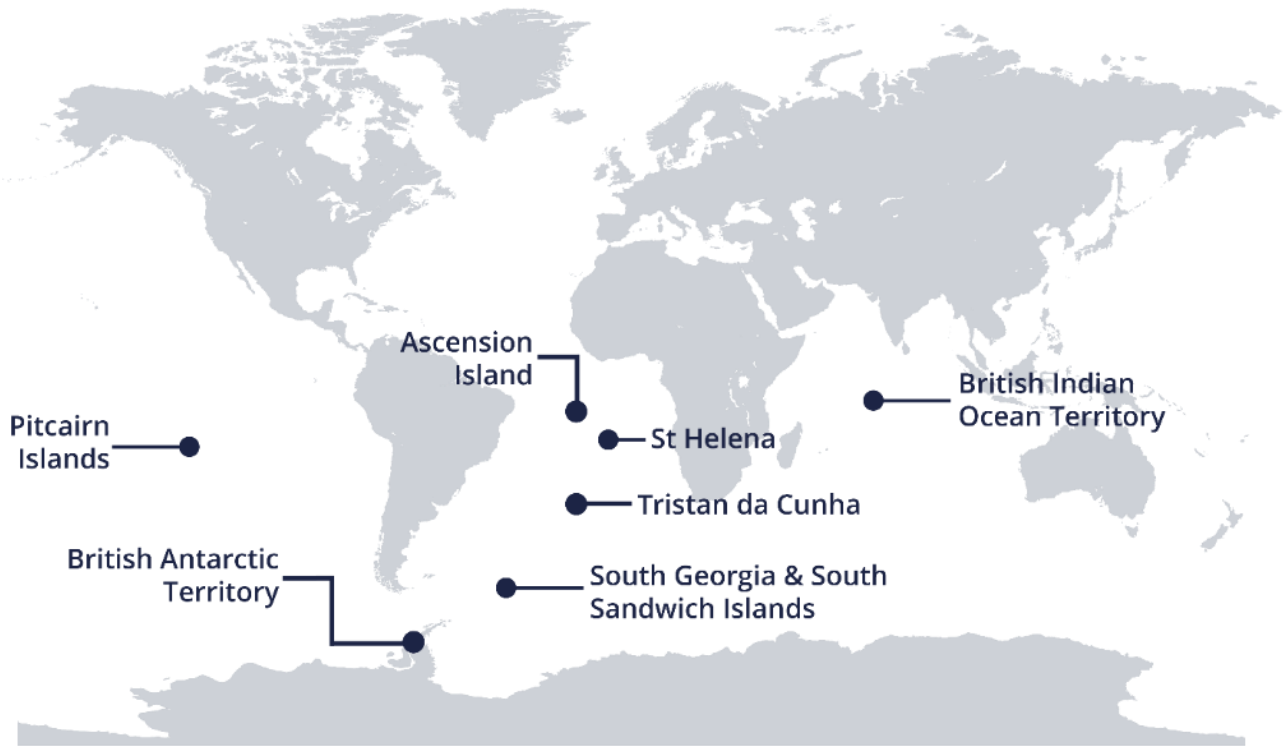 Ascension
Island
British Indian
Ocean Territory
Pitcairn
Islands
St Helena
Tristan da Cunha
British Antarctic
Territory
South Georgia & South
Sandwich Islands